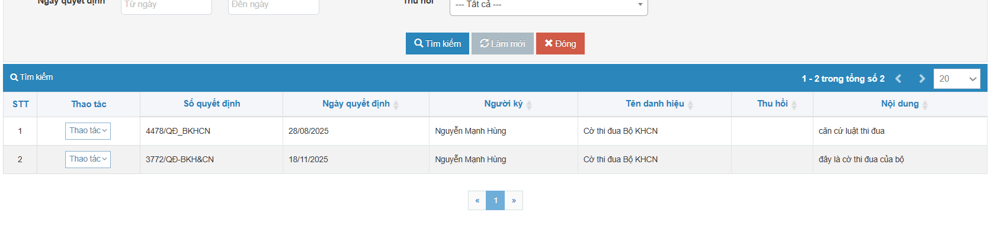 Ngày quyết định Từ ngày Đến ngày Thu hồi --- Tất cả ---
Tìm kiếm Làm mới Đóng
Tìm kiếm 1 - 2 trong tổng số 2 20
STT Thao tác Số quyết định Ngày quyết định Người ký Tên danh hiệu Thu hồi Nội dung
1 Thao tác 4478/QĐ_BKHCN 28/08/2025 Nguyễn Mạnh Hùng Cờ thi đua Bộ KHCN căn cứ luật thi đua
2 Thao tác 3772/QĐ-BKH&CN 18/11/2025 Nguyễn Mạnh Hùng Cờ thi đua Bộ KHCN đây là cờ thi đua của bộ
« 1 »